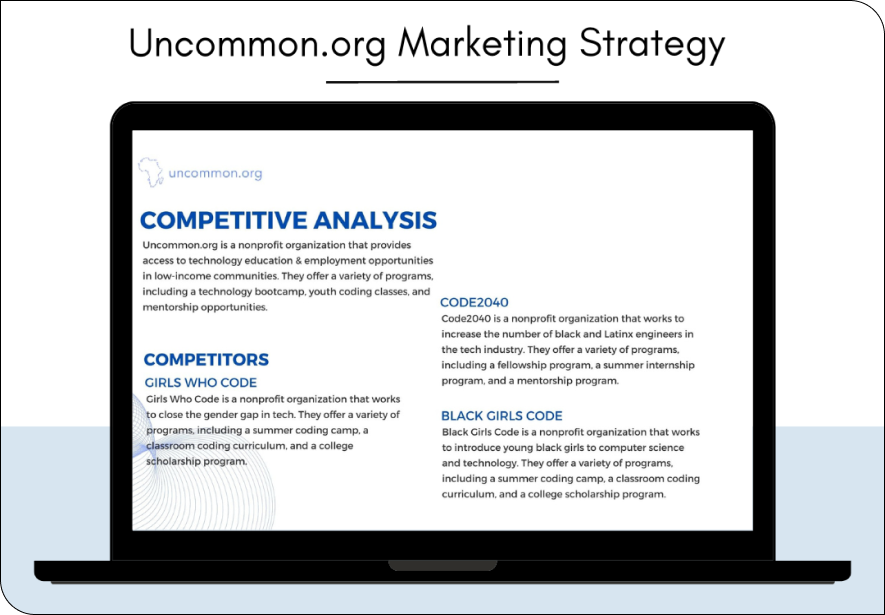 Uncommon.org Marketing Strategy
uncommon.org
COMPETITIVE ANALYSIS
Uncommon.org is a nonprofit organization that provides
access to technology education & employment opportunities
in low-income communities. They offer a variety of programs,
including a technology bootcamp, youth coding classes, and
mentorship opportunities.
COMPETITORS
GIRLS WHO CODE
Girls Who Code is a nonprofit organization that works
to close the gender gap in tech. They offer a variety of
programs, including a summer coding camp, a
classroom coding curriculum, and a college
scholarship program.
CODE2040
Code2040 is a nonprofit organization that works to
increase the number of black and Latinx engineers in
the tech industry. They offer a variety of programs,
including a fellowship program, a summer internship
program, and a mentorship program.
BLACK GIRLS CODE
Black Girls Code is a nonprofit organization that works
to introduce young black girls to computer science
and technology. They offer a variety of programs,
including a summer coding camp, a classroom coding
curriculum, and a college scholarship program.